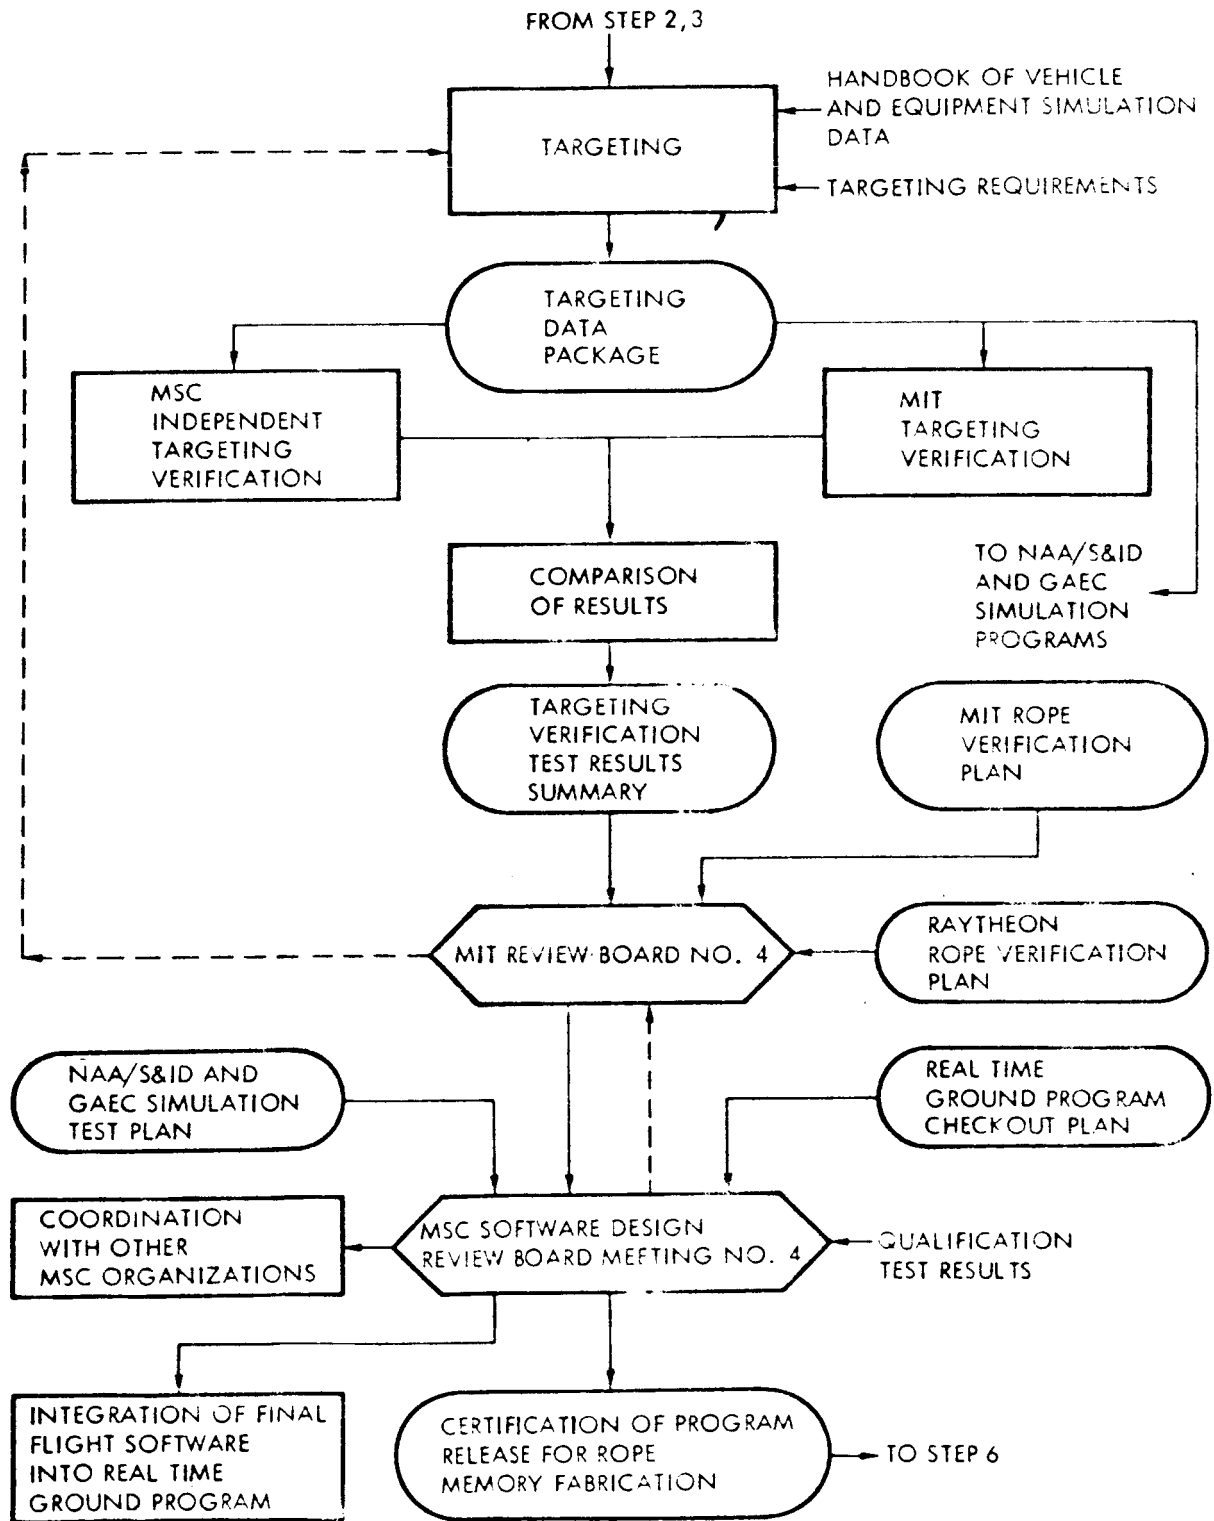 FROM STEP 2,3
HANDBOOK OF VEHICLE
AND EQUIPMENT SIMULATION
DATA
TARGETING
TARGETING REQUIREMENTS
TARGETING
DATA
PACKAGE
MSC
INDEPENDENT
TARGETING
VERIFICATION
MIT
TARGETING
VERIFICATION
COMPARISON
OF RESULTS
TO NAA/S&ID
AND GAEC
SIMULATION
PROGRAMS
TARGETING
VERIFICATION
TEST RESULTS
SUMMARY
MIT ROPE
VERIFICATION
PLAN
MIT REVIEW BOARD NO. 4
RAYTHEON
ROPE VERIFICATION
PLAN
NAA/S&ID AND
GAEC SIMULATION
TEST PLAN
REAL TIME
GROUND PROGRAM
CHECKOUT PLAN
COORDINATION
WITH OTHER
MSC ORGANIZATIONS
MSC SOFTWARE DESIGN
REVIEW BOARD MEETING NO. 4
QUALIFICATION
TEST RESULTS
INTEGRATION OF FINAL
FLIGHT SOFTWARE
INTO REAL TIME
GROUND PROGRAM
CERTIFICATION OF PROGRAM
RELEASE FOR ROPE
MEMORY FABRICATION
TO STEP 6